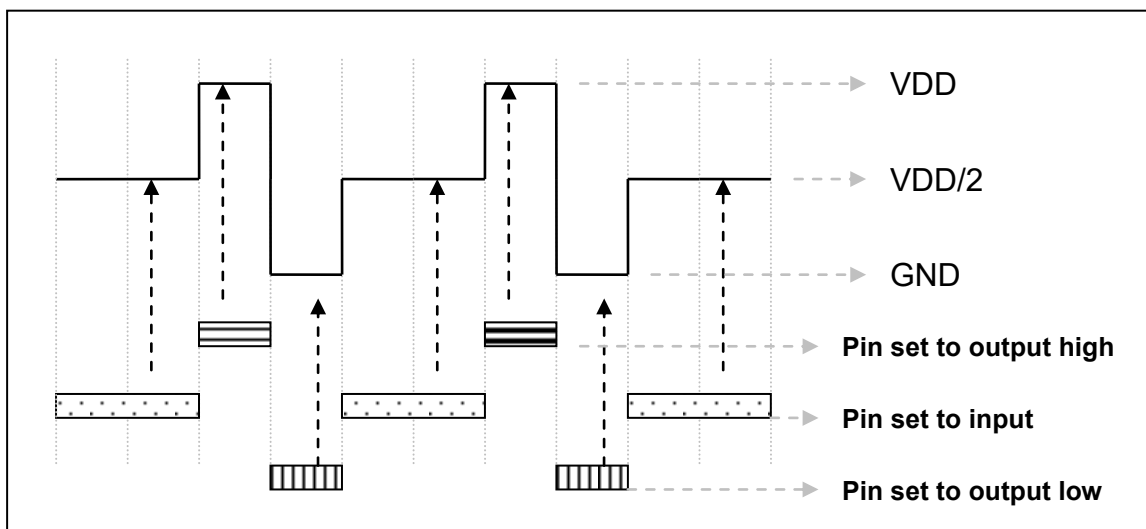 VDD
VDD/2
GND
Pin set to output high
Pin set to input
Pin set to output low